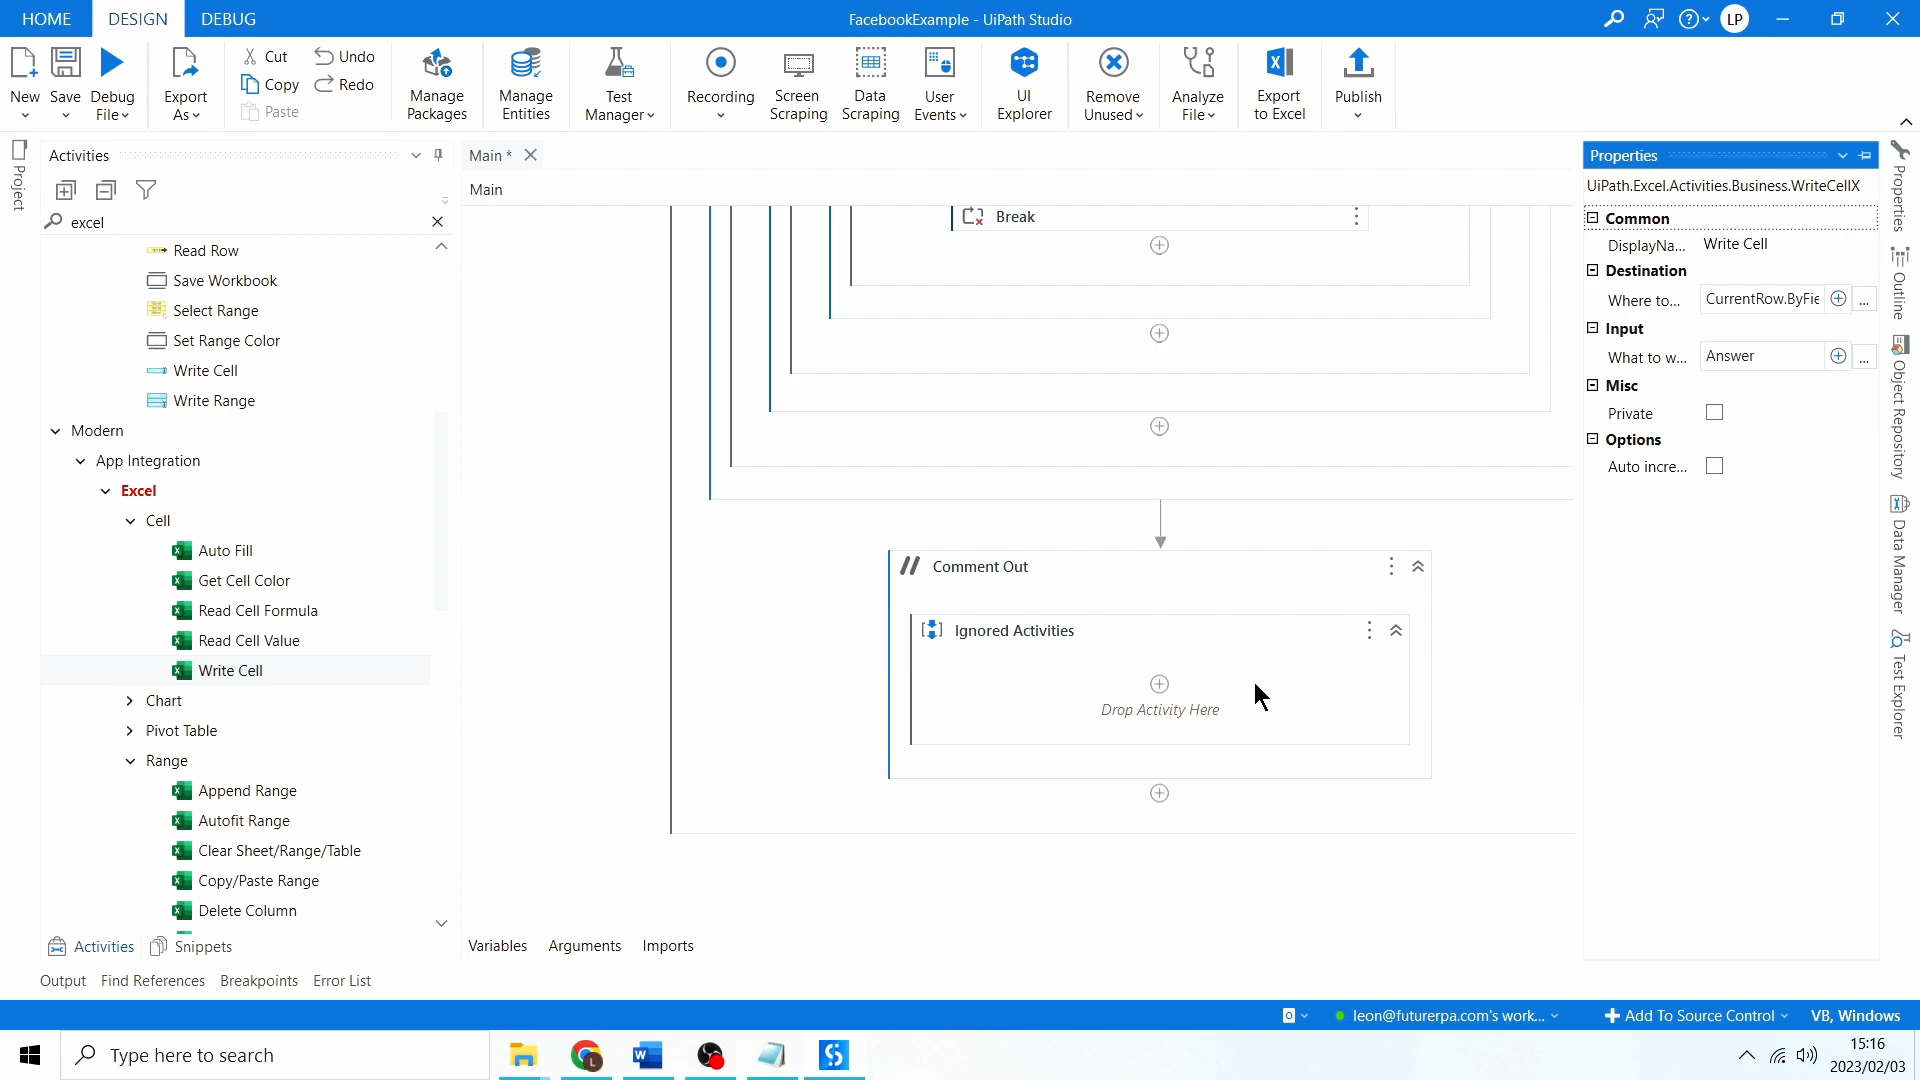 HOME DESIGN DEBUG FacebookExample - UiPath Studio LP
New Save Debug File Export As Cut Copy Paste Undo Redo Manage Packages Manage Entities Test Manager Recording Screen Scraping Data Scraping User Events UI Explorer Remove Unused Analyze File Export to Excel Publish
Project
Activities
excel
Read Row
Save Workbook
Select Range
Set Range Color
Write Cell
Write Range
Modern
App Integration
Excel
Cell
Auto Fill
Get Cell Color
Read Cell Formula
Read Cell Value
Write Cell
Chart
Pivot Table
Range
Append Range
Autofit Range
Clear Sheet/Range/Table
Copy/Paste Range
Delete Column
Activities Snippets
Main *
Main
Break
Comment Out
Ignored Activities
Drop Activity Here
Variables Arguments Imports
Properties
UiPath.Excel.Activities.Business.WriteCellX
Common
DisplayNa... Write Cell
Destination
Where to... CurrentRow.ByFie ...
Input
What to w... Answer ...
Misc
Private
Options
Auto incre...
Properties
Outline
Object Repository
Data Manager
Test Explorer
Output Find References Breakpoints Error List
leon@futurerpa.com's work... Add To Source Control VB, Windows
Type here to search
15:16
2023/02/03